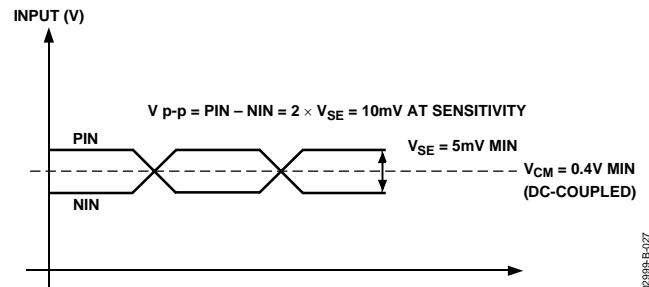 INPUT (V)
V p-p = PIN – NIN = 2 × VSE = 10mV AT SENSITIVITY
PIN
VSE = 5mV MIN
VCM = 0.4V MIN
(DC-COUPLED)
NIN
02999-B-027